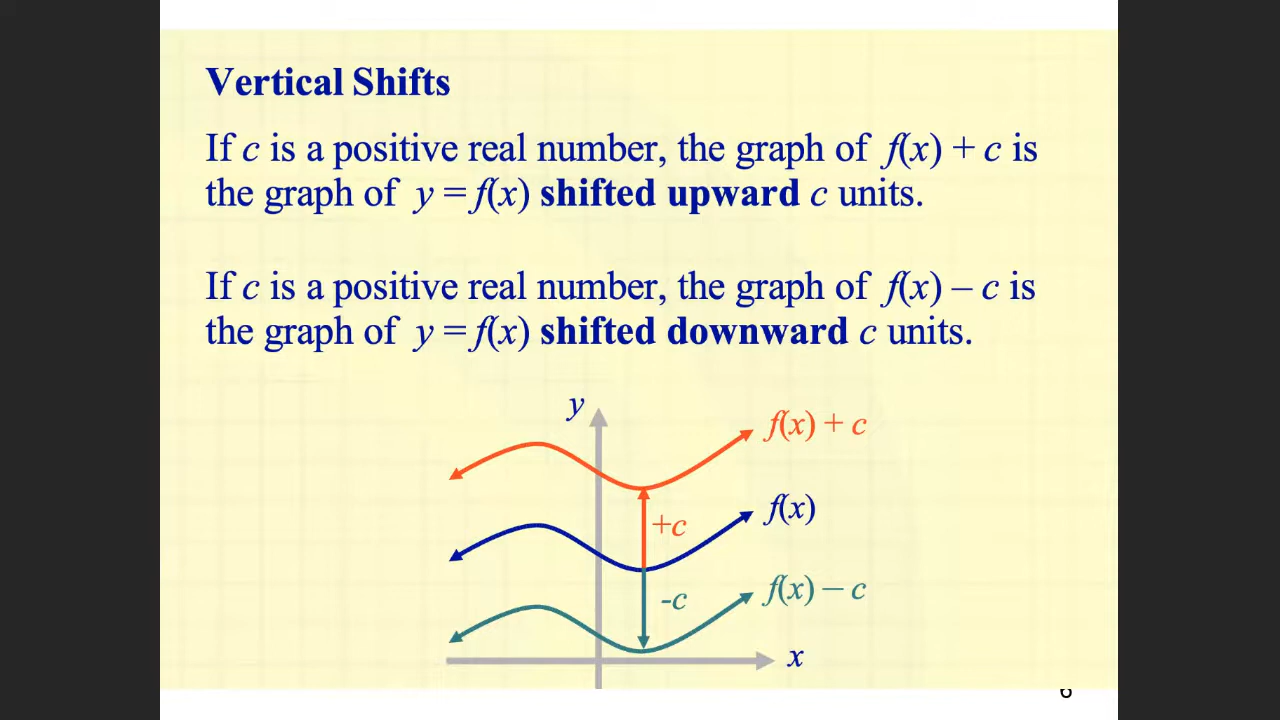 Vertical Shifts
If c is a positive real number, the graph of f(x) + c is
the graph of y = f(x) shifted upward c units.
If c is a positive real number, the graph of f(x) – c is
the graph of y = f(x) shifted downward c units.
y
f(x) + c
f(x)
+c
f(x) – c
-c
x
6